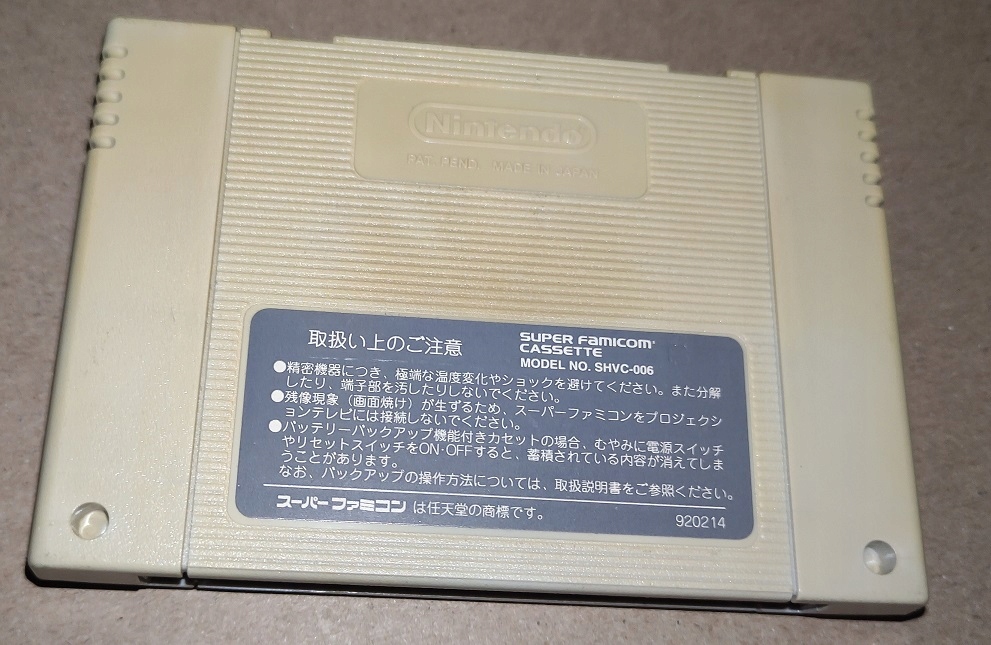 Nintendo
PAT. PEND. MADE IN JAPAN
取扱い上のご注意
SUPER FAMICOM
CASSETTE
MODEL NO. SHVC-006
●精密機器につき、極端な温度変化やショックを避けてください。また分解
したり、端子部を汚したりしないでください。
●残像現象（画面焼け）が生ずるため、スーパーファミコンをプロジェクシ
ョンテレビには接続しないでください。
●バッテリーバックアップ機能付きカセットの場合、むやみに電源スイッチ
やリセットスイッチをON・OFFすると、蓄積されている内容が消えてしま
うことがあります。
なお、バックアップの操作方法については、取扱説明書をご参照ください。
スーパーファミコン は任天堂の商標です。
920214